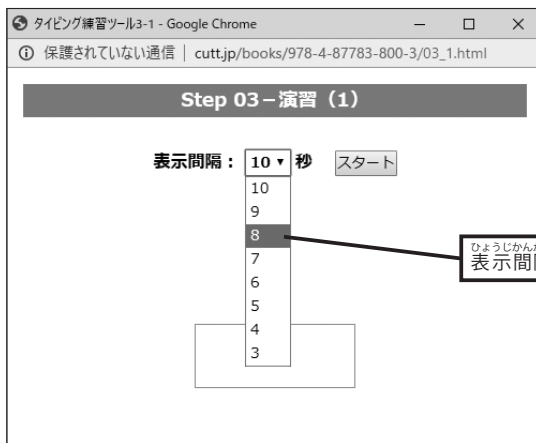 タイピング練習ツール3-1 - Google Chrome
保護されていない通信 | cutt.jp/books/978-4-87783-800-3/03_1.html
Step 03－演習（1）
表示間隔： 10 秒 スタート
10
9
8
7
6
5
4
3
ひょうじかん
表示間